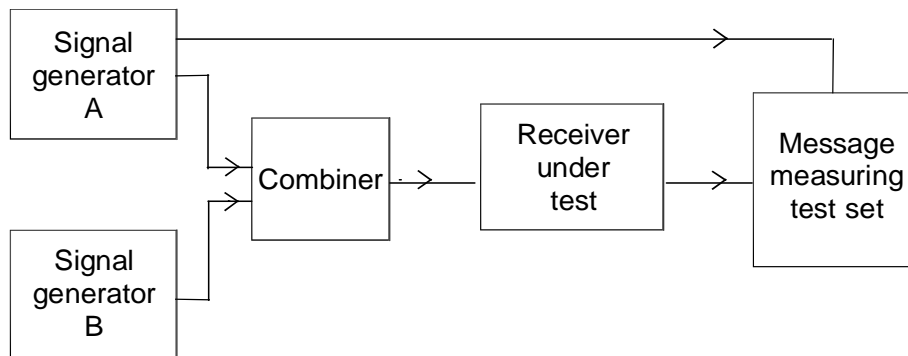 Signal
generator
A
Combiner
Receiver
under
test
Message
measuring
test set
Signal
generator
B